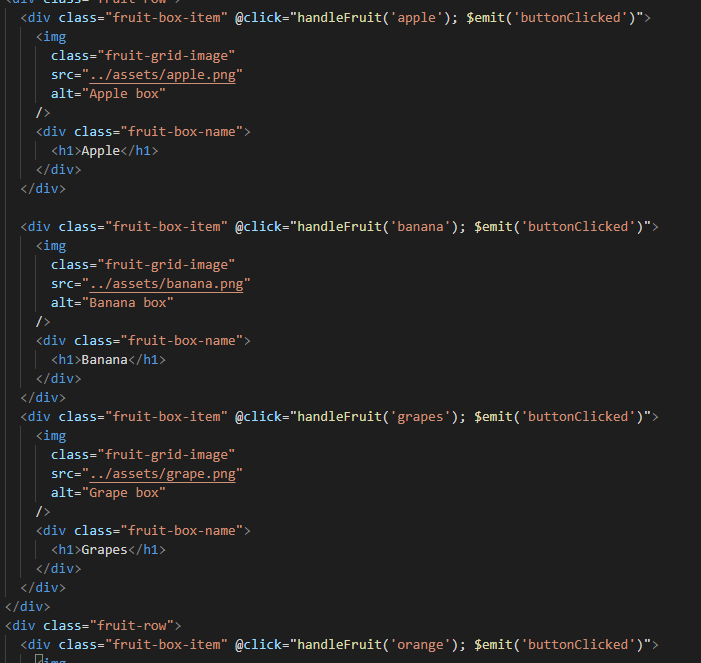 <div class="fruit-row">
<div class="fruit-box-item" @click="handleFruit('apple'); $emit('buttonClicked')">
<img
class="fruit-grid-image"
src="../assets/apple.png"
alt="Apple box"
/>
<div class="fruit-box-name">
<h1>Apple</h1>
</div>
</div>
<div class="fruit-box-item" @click="handleFruit('banana'); $emit('buttonClicked')">
<img
class="fruit-grid-image"
src="../assets/banana.png"
alt="Banana box"
/>
<div class="fruit-box-name">
<h1>Banana</h1>
</div>
</div>
<div class="fruit-box-item" @click="handleFruit('grapes'); $emit('buttonClicked')">
<img
class="fruit-grid-image"
src="../assets/grape.png"
alt="Grape box"
/>
<div class="fruit-box-name">
<h1>Grapes</h1>
</div>
</div>
</div>
<div class="fruit-row">
<div class="fruit-box-item" @click="handleFruit('orange'); $emit('buttonClicked')">
<img